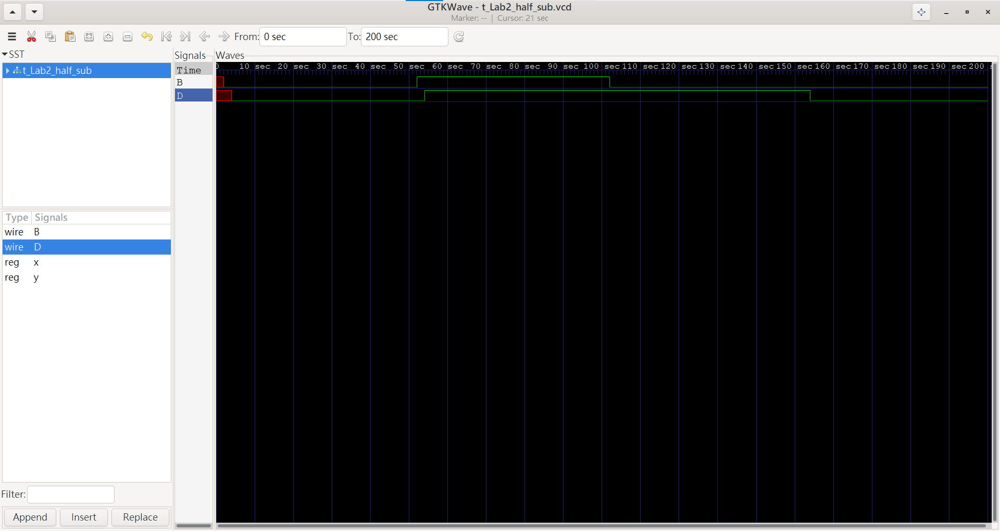 GTKWave - t_Lab2_half_sub.vcd
Marker: -- | Cursor: 21 sec
From: 0 sec To: 200 sec
SST
t_Lab2_half_sub
Type Signals
wire B
wire D
reg x
reg y
Filter:
Append Insert Replace
Signals
Time
B
D
Waves
0 10 sec 20 sec 30 sec 40 sec 50 sec 60 sec 70 sec 80 sec 90 sec 100 sec 110 sec 120 sec 130 sec 140 sec 150 sec 160 sec 170 sec 180 sec 190 sec 200